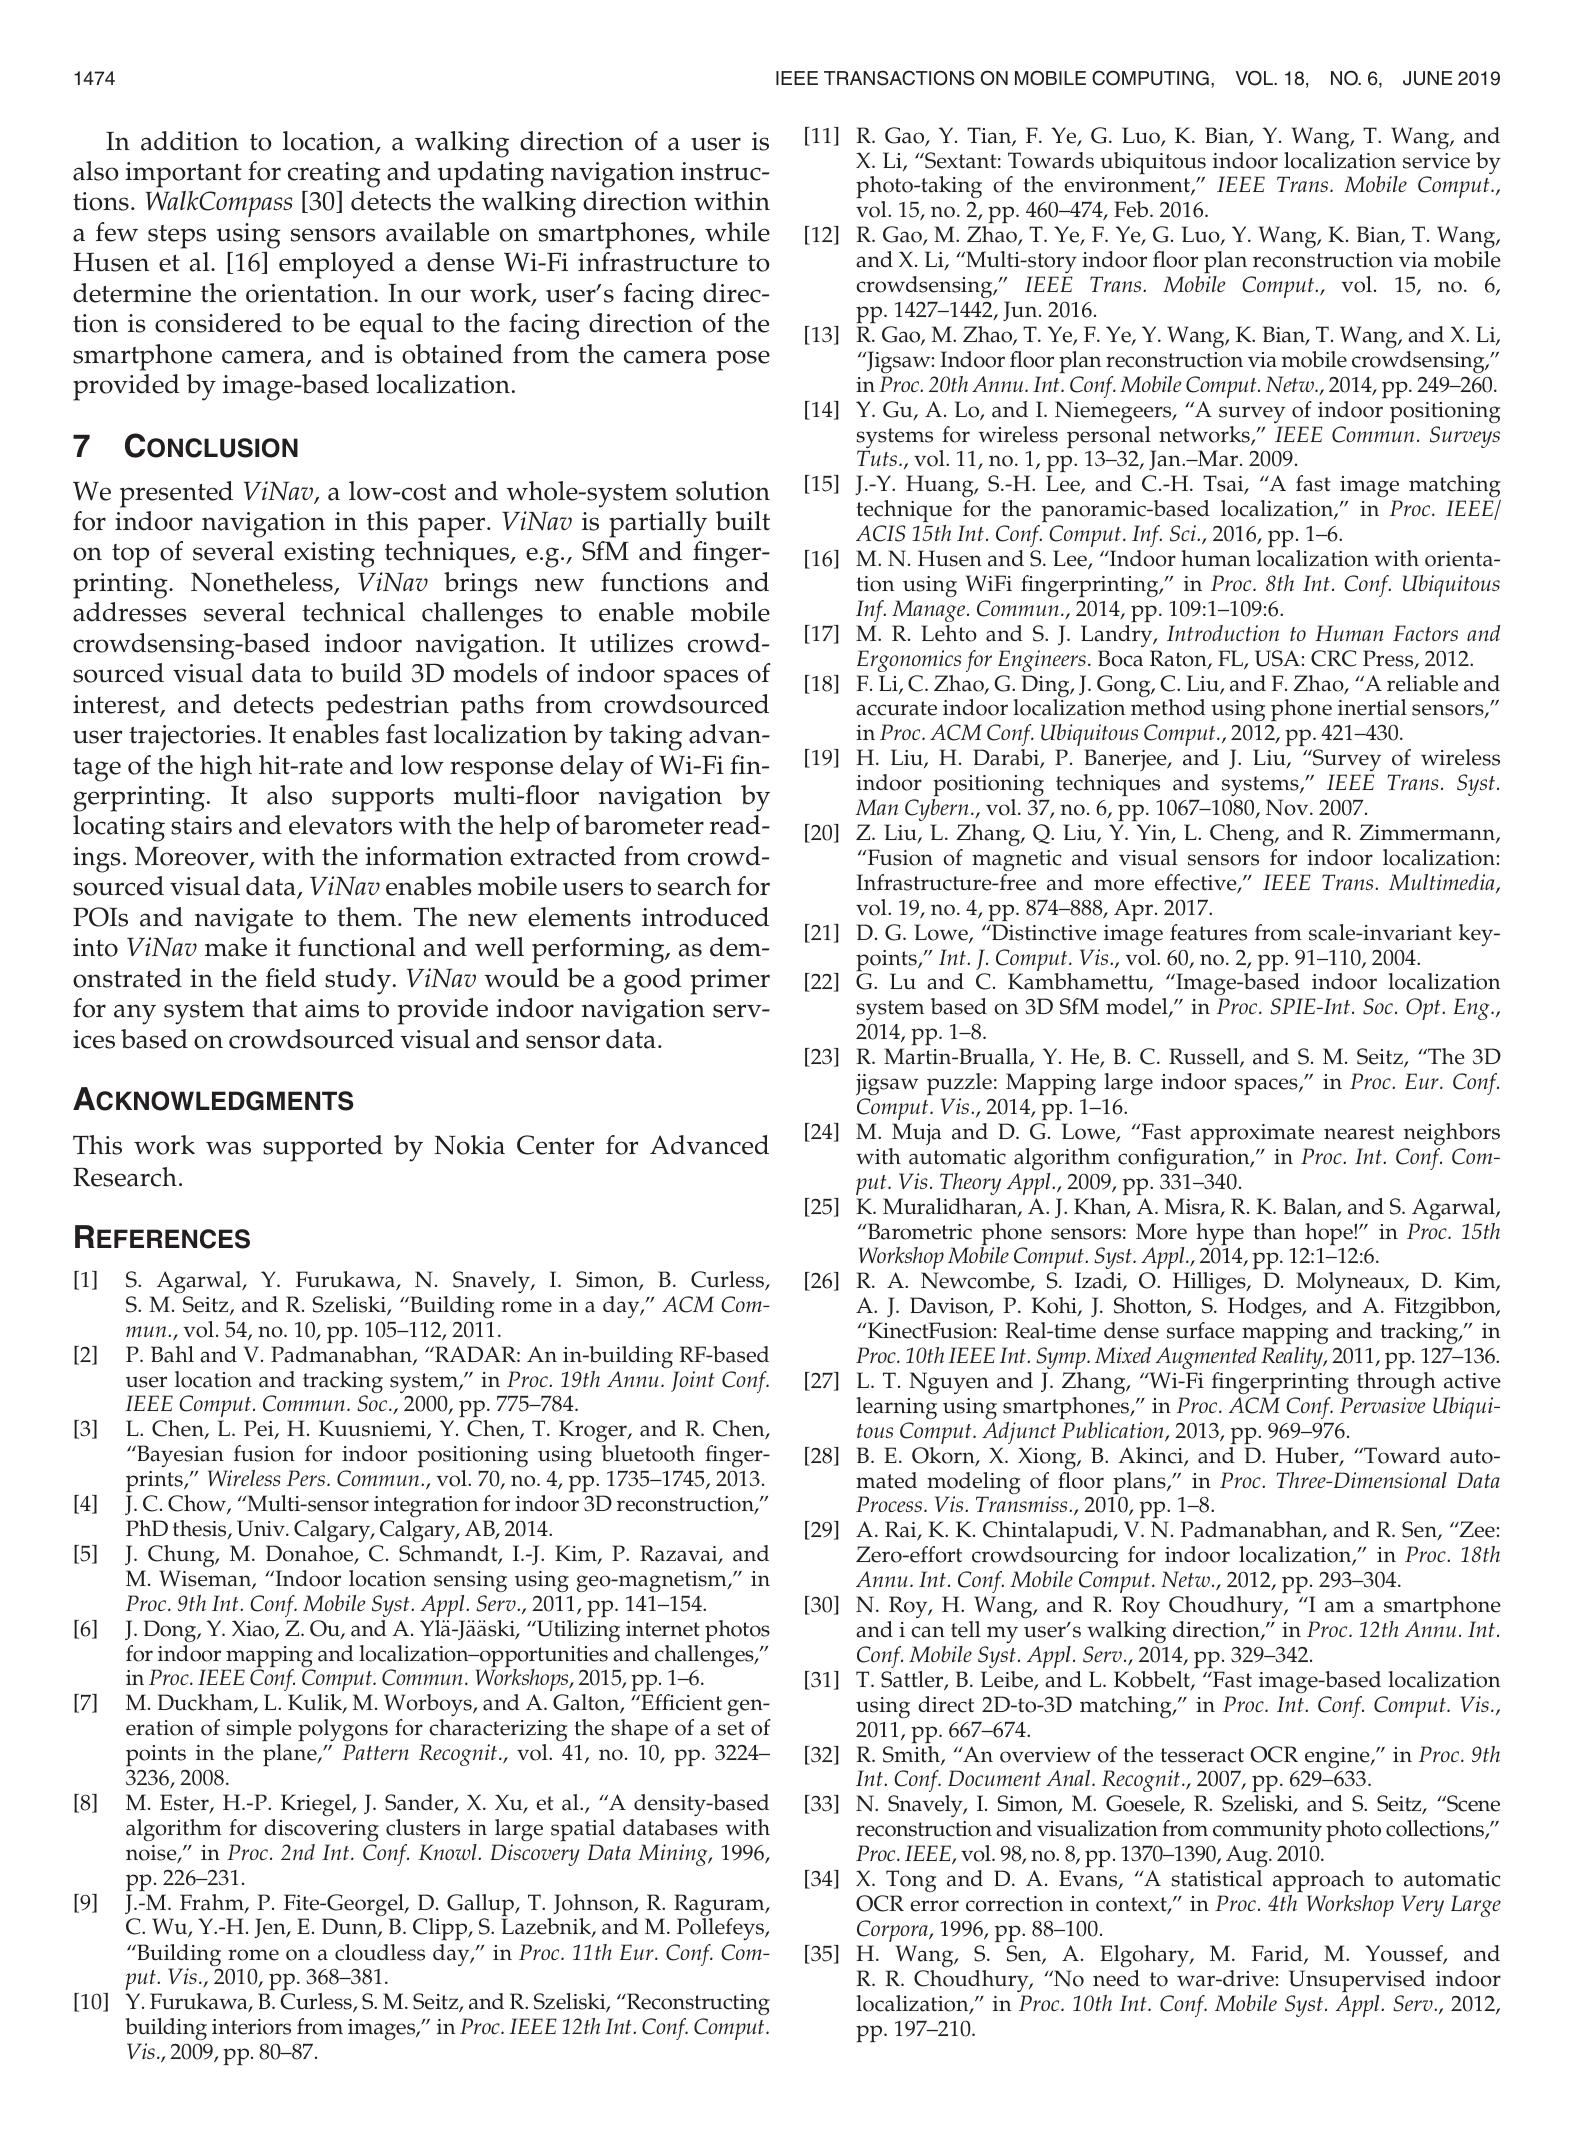 1474
IEEE TRANSACTIONS ON MOBILE COMPUTING, VOL. 18, NO. 6, JUNE 2019
In addition to location, a walking direction of a user is
also important for creating and updating navigation instruc-
tions. WalkCompass [30] detects the walking direction within
a few steps using sensors available on smartphones, while
Husen et al. [16] employed a dense Wi-Fi infrastructure to
determine the orientation. In our work, user's facing direc-
tion is considered to be equal to the facing direction of the
smartphone camera, and is obtained from the camera pose
provided by image-based localization.
7 CONCLUSION
We presented ViNav, a low-cost and whole-system solution
for indoor navigation in this paper. ViNav is partially built
on top of several existing techniques, e.g., SfM and finger-
printing. Nonetheless, ViNav brings new functions and
addresses several technical challenges to enable mobile
crowdsensing-based indoor navigation. It utilizes crowd-
sourced visual data to build 3D models of indoor spaces of
interest, and detects pedestrian paths from crowdsourced
user trajectories. It enables fast localization by taking advan-
tage of the high hit-rate and low response delay of Wi-Fi fin-
gerprinting. It also supports multi-floor navigation by
locating stairs and elevators with the help of barometer read-
ings. Moreover, with the information extracted from crowd-
sourced visual data, ViNav enables mobile users to search for
POIs and navigate to them. The new elements introduced
into ViNav make it functional and well performing, as dem-
onstrated in the field study. ViNav would be a good primer
for any system that aims to provide indoor navigation serv-
ices based on crowdsourced visual and sensor data.
ACKNOWLEDGMENTS
This work was supported by Nokia Center for Advanced
Research.
REFERENCES
[1] S. Agarwal, Y. Furukawa, N. Snavely, I. Simon, B. Curless,
S. M. Seitz, and R. Szeliski, “Building rome in a day,” ACM Com-
mun., vol. 54, no. 10, pp. 105–112, 2011.
[2] P. Bahl and V. Padmanabhan, “RADAR: An in-building RF-based
user location and tracking system,” in Proc. 19th Annu. Joint Conf.
IEEE Comput. Commun. Soc., 2000, pp. 775–784.
[3] L. Chen, L. Pei, H. Kuusniemi, Y. Chen, T. Kroger, and R. Chen,
“Bayesian fusion for indoor positioning using bluetooth finger-
prints,” Wireless Pers. Commun., vol. 70, no. 4, pp. 1735–1745, 2013.
[4] J. C. Chow, “Multi-sensor integration for indoor 3D reconstruction,”
PhD thesis, Univ. Calgary, Calgary, AB, 2014.
[5] J. Chung, M. Donahoe, C. Schmandt, I.-J. Kim, P. Razavai, and
M. Wiseman, “Indoor location sensing using geo-magnetism,” in
Proc. 9th Int. Conf. Mobile Syst. Appl. Serv., 2011, pp. 141–154.
[6] J. Dong, Y. Xiao, Z. Ou, and A. Ylä-Jääski, “Utilizing internet photos
for indoor mapping and localization–opportunities and challenges,”
in Proc. IEEE Conf. Comput. Commun. Workshops, 2015, pp. 1–6.
[7] M. Duckham, L. Kulik, M. Worboys, and A. Galton, “Efficient gen-
eration of simple polygons for characterizing the shape of a set of
points in the plane,” Pattern Recognit., vol. 41, no. 10, pp. 3224–
3236, 2008.
[8] M. Ester, H.-P. Kriegel, J. Sander, X. Xu, et al., “A density-based
algorithm for discovering clusters in large spatial databases with
noise,” in Proc. 2nd Int. Conf. Knowl. Discovery Data Mining, 1996,
pp. 226–231.
[9] J.-M. Frahm, P. Fite-Georgel, D. Gallup, T. Johnson, R. Raguram,
C. Wu, Y.-H. Jen, E. Dunn, B. Clipp, S. Lazebnik, and M. Pollefeys,
“Building rome on a cloudless day,” in Proc. 11th Eur. Conf. Com-
put. Vis., 2010, pp. 368–381.
[10] Y. Furukawa, B. Curless, S. M. Seitz, and R. Szeliski, “Reconstructing
building interiors from images,” in Proc. IEEE 12th Int. Conf. Comput.
Vis., 2009, pp. 80–87.
[11] R. Gao, Y. Tian, F. Ye, G. Luo, K. Bian, Y. Wang, T. Wang, and
X. Li, “Sextant: Towards ubiquitous indoor localization service by
photo-taking of the environment,” IEEE Trans. Mobile Comput.,
vol. 15, no. 2, pp. 460–474, Feb. 2016.
[12] R. Gao, M. Zhao, T. Ye, F. Ye, G. Luo, Y. Wang, K. Bian, T. Wang,
and X. Li, “Multi-story indoor floor plan reconstruction via mobile
crowdsensing,” IEEE Trans. Mobile Comput., vol. 15, no. 6,
pp. 1427–1442, Jun. 2016.
[13] R. Gao, M. Zhao, T. Ye, F. Ye, Y. Wang, K. Bian, T. Wang, and X. Li,
“Jigsaw: Indoor floor plan reconstruction via mobile crowdsensing,”
in Proc. 20th Annu. Int. Conf. Mobile Comput. Netw., 2014, pp. 249–260.
[14] Y. Gu, A. Lo, and I. Niemegeers, “A survey of indoor positioning
systems for wireless personal networks,” IEEE Commun. Surveys
Tuts., vol. 11, no. 1, pp. 13–32, Jan.–Mar. 2009.
[15] J.-Y. Huang, S.-H. Lee, and C.-H. Tsai, “A fast image matching
technique for the panoramic-based localization,” in Proc. IEEE/
ACIS 15th Int. Conf. Comput. Inf. Sci., 2016, pp. 1–6.
[16] M. N. Husen and S. Lee, “Indoor human localization with orienta-
tion using WiFi fingerprinting,” in Proc. 8th Int. Conf. Ubiquitous
Inf. Manage. Commun., 2014, pp. 109:1–109:6.
[17] M. R. Lehto and S. J. Landry, Introduction to Human Factors and
Ergonomics for Engineers. Boca Raton, FL, USA: CRC Press, 2012.
[18] F. Li, C. Zhao, G. Ding, J. Gong, C. Liu, and F. Zhao, “A reliable and
accurate indoor localization method using phone inertial sensors,”
in Proc. ACM Conf. Ubiquitous Comput., 2012, pp. 421–430.
[19] H. Liu, H. Darabi, P. Banerjee, and J. Liu, “Survey of wireless
indoor positioning techniques and systems,” IEEE Trans. Syst.
Man Cybern., vol. 37, no. 6, pp. 1067–1080, Nov. 2007.
[20] Z. Liu, L. Zhang, Q. Liu, Y. Yin, L. Cheng, and R. Zimmermann,
“Fusion of magnetic and visual sensors for indoor localization:
Infrastructure-free and more effective,” IEEE Trans. Multimedia,
vol. 19, no. 4, pp. 874–888, Apr. 2017.
[21] D. G. Lowe, “Distinctive image features from scale-invariant key-
points,” Int. J. Comput. Vis., vol. 60, no. 2, pp. 91–110, 2004.
[22] G. Lu and C. Kambhamettu, “Image-based indoor localization
system based on 3D SfM model,” in Proc. SPIE-Int. Soc. Opt. Eng.,
2014, pp. 1–8.
[23] R. Martin-Brualla, Y. He, B. C. Russell, and S. M. Seitz, “The 3D
jigsaw puzzle: Mapping large indoor spaces,” in Proc. Eur. Conf.
Comput. Vis., 2014, pp. 1–16.
[24] M. Muja and D. G. Lowe, “Fast approximate nearest neighbors
with automatic algorithm configuration,” in Proc. Int. Conf. Com-
put. Vis. Theory Appl., 2009, pp. 331–340.
[25] K. Muralidharan, A. J. Khan, A. Misra, R. K. Balan, and S. Agarwal,
“Barometric phone sensors: More hype than hope!” in Proc. 15th
Workshop Mobile Comput. Syst. Appl., 2014, pp. 12:1–12:6.
[26] R. A. Newcombe, S. Izadi, O. Hilliges, D. Molyneaux, D. Kim,
A. J. Davison, P. Kohi, J. Shotton, S. Hodges, and A. Fitzgibbon,
“KinectFusion: Real-time dense surface mapping and tracking,” in
Proc. 10th IEEE Int. Symp. Mixed Augmented Reality, 2011, pp. 127–136.
[27] L. T. Nguyen and J. Zhang, “Wi-Fi fingerprinting through active
learning using smartphones,” in Proc. ACM Conf. Pervasive Ubiqui-
tous Comput. Adjunct Publication, 2013, pp. 969–976.
[28] B. E. Okorn, X. Xiong, B. Akinci, and D. Huber, “Toward auto-
mated modeling of floor plans,” in Proc. Three-Dimensional Data
Process. Vis. Transmiss., 2010, pp. 1–8.
[29] A. Rai, K. K. Chintalapudi, V. N. Padmanabhan, and R. Sen, “Zee:
Zero-effort crowdsourcing for indoor localization,” in Proc. 18th
Annu. Int. Conf. Mobile Comput. Netw., 2012, pp. 293–304.
[30] N. Roy, H. Wang, and R. Roy Choudhury, “I am a smartphone
and i can tell my user's walking direction,” in Proc. 12th Annu. Int.
Conf. Mobile Syst. Appl. Serv., 2014, pp. 329–342.
[31] T. Sattler, B. Leibe, and L. Kobbelt, “Fast image-based localization
using direct 2D-to-3D matching,” in Proc. Int. Conf. Comput. Vis.,
2011, pp. 667–674.
[32] R. Smith, “An overview of the tesseract OCR engine,” in Proc. 9th
Int. Conf. Document Anal. Recognit., 2007, pp. 629–633.
[33] N. Snavely, I. Simon, M. Goesele, R. Szeliski, and S. Seitz, “Scene
reconstruction and visualization from community photo collections,”
Proc. IEEE, vol. 98, no. 8, pp. 1370–1390, Aug. 2010.
[34] X. Tong and D. A. Evans, “A statistical approach to automatic
OCR error correction in context,” in Proc. 4th Workshop Very Large
Corpora, 1996, pp. 88–100.
[35] H. Wang, S. Sen, A. Elgohary, M. Farid, M. Youssef, and
R. R. Choudhury, “No need to war-drive: Unsupervised indoor
localization,” in Proc. 10th Int. Conf. Mobile Syst. Appl. Serv., 2012,
pp. 197–210.